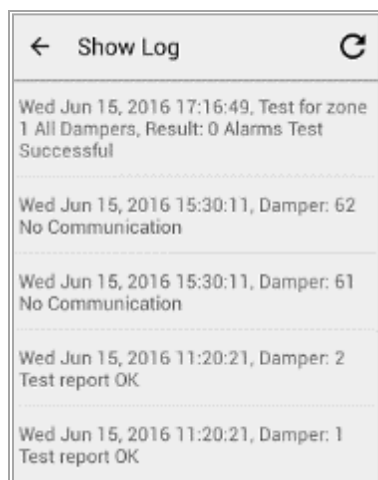 Show Log
Wed Jun 15, 2016 17:16:49, Test for zone
1 All Dampers, Result: 0 Alarms Test
Successful
Wed Jun 15, 2016 15:30:11, Damper: 62
No Communication
Wed Jun 15, 2016 15:30:11, Damper: 61
No Communication
Wed Jun 15, 2016 11:20:21, Damper: 2
Test report OK
Wed Jun 15, 2016 11:20:21, Damper: 1
Test report OK